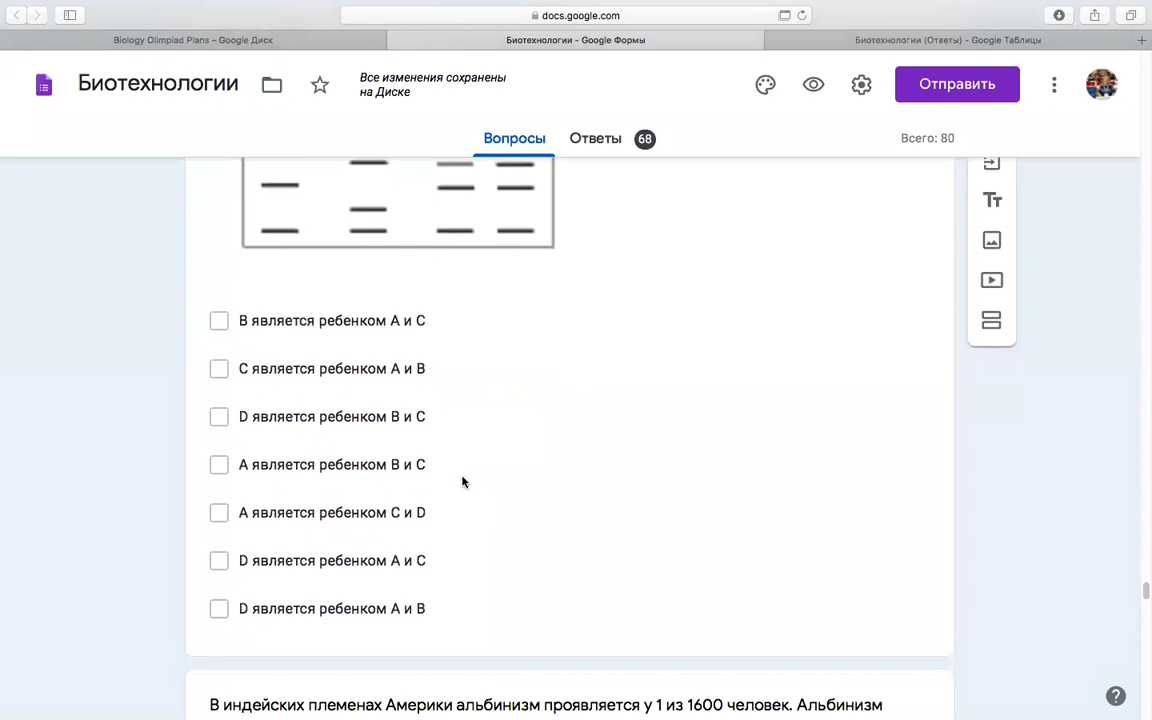 docs.google.com
Biology Olimpiad Plans – Google Диск
Биотехнологии - Google Формы
Биотехнологии (Ответы) - Google Таблицы
Биотехнологии
Все изменения сохранены
на Диске
Отправить
Вопросы
Ответы 68
Всего: 80
Тт
B является ребенком A и C
C является ребенком A и B
D является ребенком B и C
A является ребенком B и C
A является ребенком C и D
D является ребенком A и C
D является ребенком A и B
В индейских племенах Америки альбинизм проявляется у 1 из 1600 человек. Альбинизм